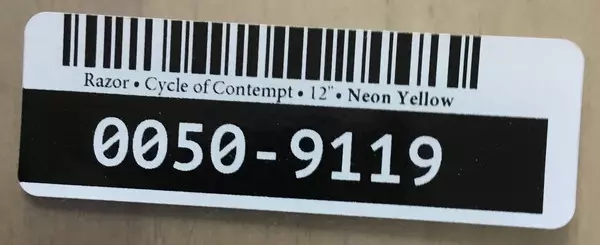 Razor • Cycle of Contempt • 12" • Neon Yellow
0050-9119